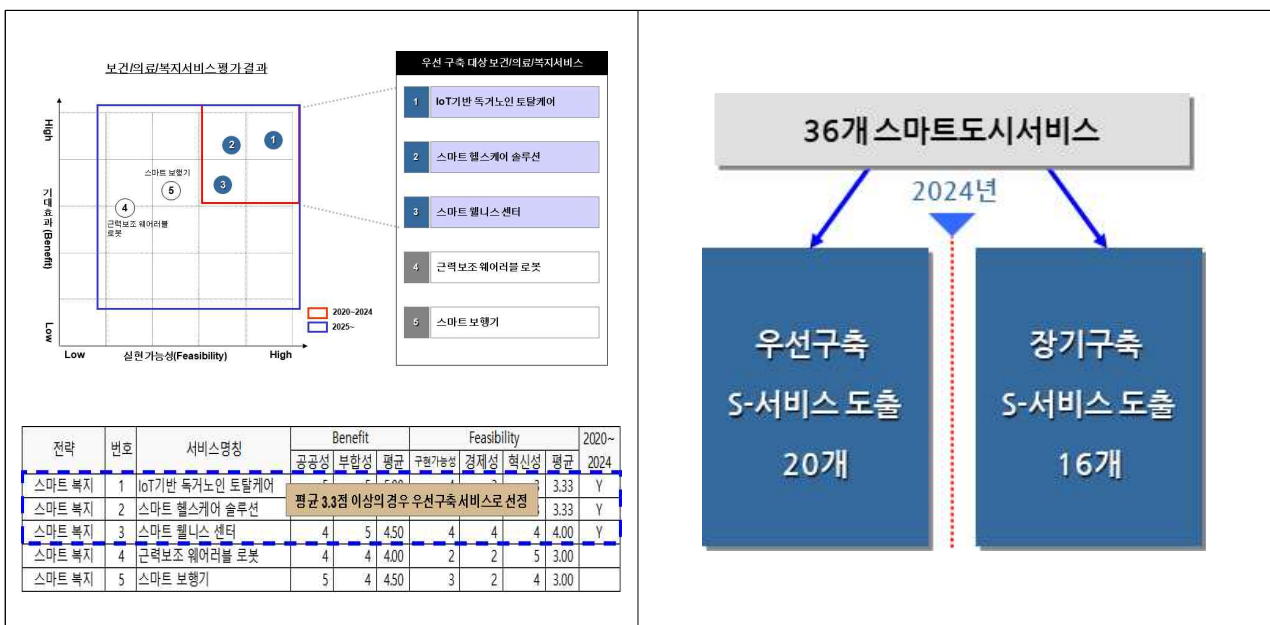 보건/의료/복지서비스 평가 결과
High
기대효과(Benefit)
Low
1
2
3
스마트 보행기
5
4
근력보조 웨어러블
로봇
Low
실현 가능성(Feasibility)
High
2020~2024
2025~
우선 구축 대상 보건/의료/복지서비스
1 IoT기반 독거노인 토탈케어
2 스마트 헬스케어 솔루션
3 스마트 웰니스 센터
4 근력보조 웨어러블 로봇
5 스마트 보행기
전략 번호 서비스명칭 Benefit Feasibility 2020~
2024
공공성 부합성 평균 구현가능성 경제성 혁신성 평균
스마트 복지 1 IoT기반 독거노인 토탈케어 3.33 Y
스마트 복지 2 스마트 헬스케어 솔루션 3.33 Y
평균 3.3점 이상의 경우 우선구축서비스로 선정
스마트 복지 3 스마트 웰니스 센터 4 5 4.50 4 4 4 4.00 Y
스마트 복지 4 근력보조 웨어러블 로봇 4 4 4.00 2 2 5 3.00
스마트 복지 5 스마트 보행기 5 4 4.50 3 2 4 3.00
36개 스마트도시서비스
2024년
우선구축
S-서비스 도출
20개
장기구축
S-서비스 도출
16개